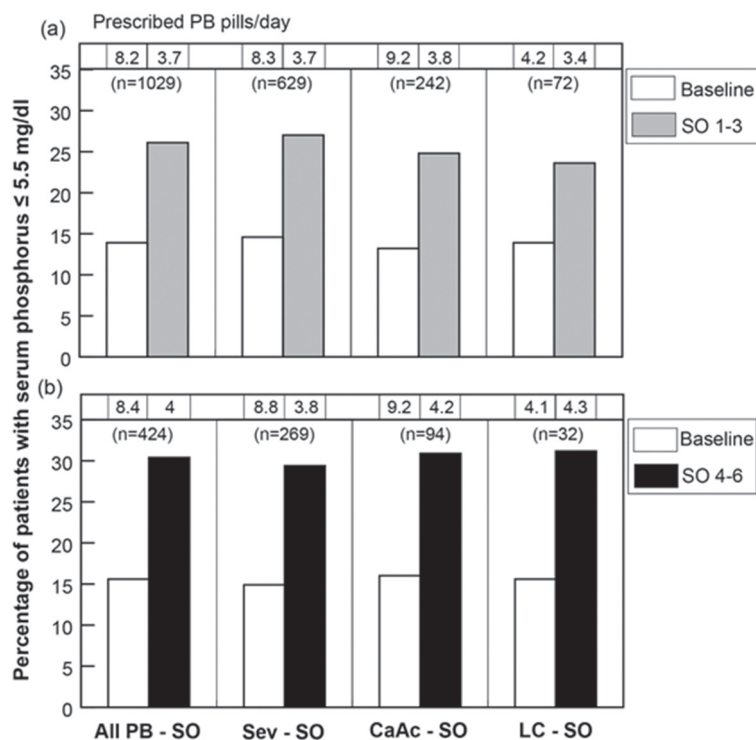 Prescribed PB pills/day
(a)
8.2 3.7 8.3 3.7 9.2 3.8 4.2 3.4
35
(n=1029) (n=629) (n=242) (n=72)
30
25
20
15
10
5
0
Baseline
SO 1-3
(b)
8.4 4 8.8 3.8 9.2 4.2 4.1 4.3
35
(n=424) (n=269) (n=94) (n=32)
30
25
20
15
10
5
0
Baseline
SO 4-6
All PB - SO Sev - SO CaAc - SO LC - SO
Percentage of patients with serum phosphorus ≤ 5.5 mg/dl